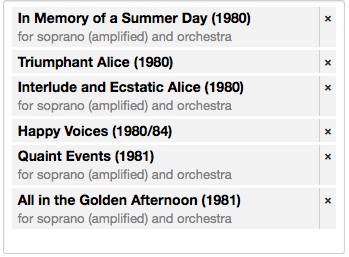 In Memory of a Summer Day (1980) ×
for soprano (amplified) and orchestra
Triumphant Alice (1980) ×
Interlude and Ecstatic Alice (1980) ×
for soprano (amplified) and orchestra
Happy Voices (1980/84) ×
Quaint Events (1981) ×
for soprano (amplified) and orchestra
All in the Golden Afternoon (1981) ×
for soprano (amplified) and orchestra